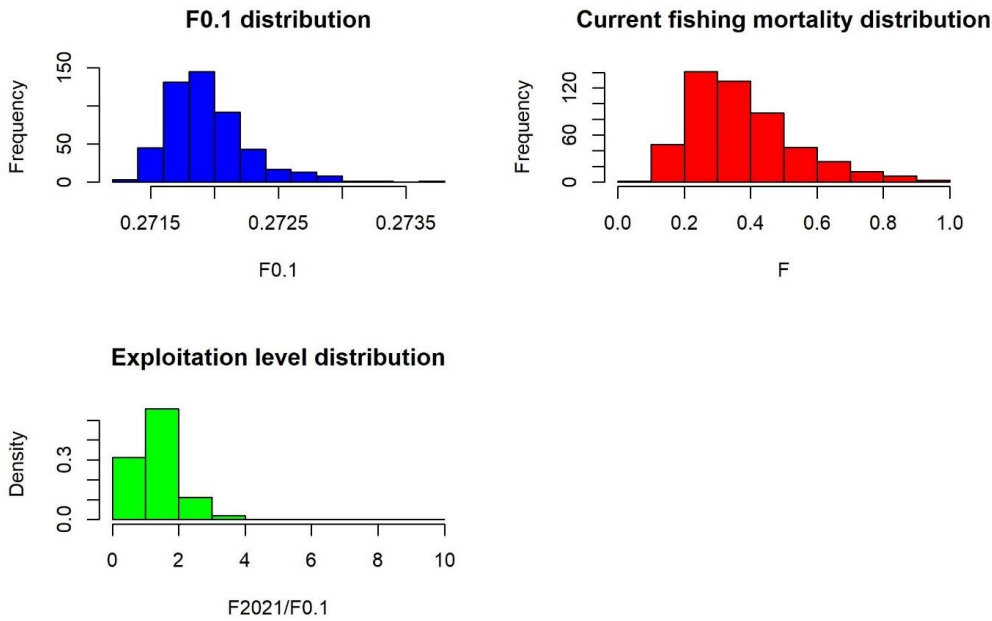 F0.1 distribution
Frequency
0 50 150
0.2715 0.2725 0.2735
F0.1
Current fishing mortality distribution
Frequency
0 60 120
0.0 0.2 0.4 0.6 0.8 1.0
F
Exploitation level distribution
Density
0.0 0.3
0 2 4 6 8 10
F2021/F0.1